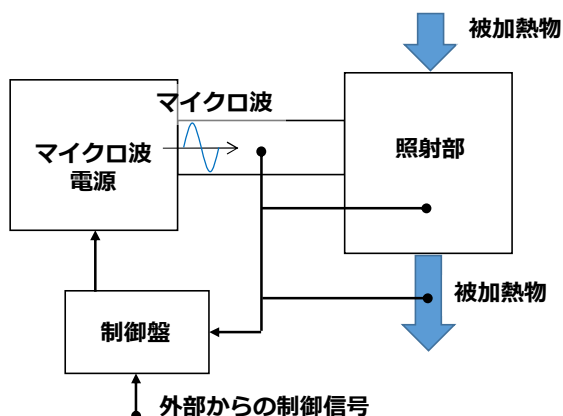 被加熱物
マイクロ波
マイクロ波
電源
照射部
被加熱物
制御盤
外部からの制御信号